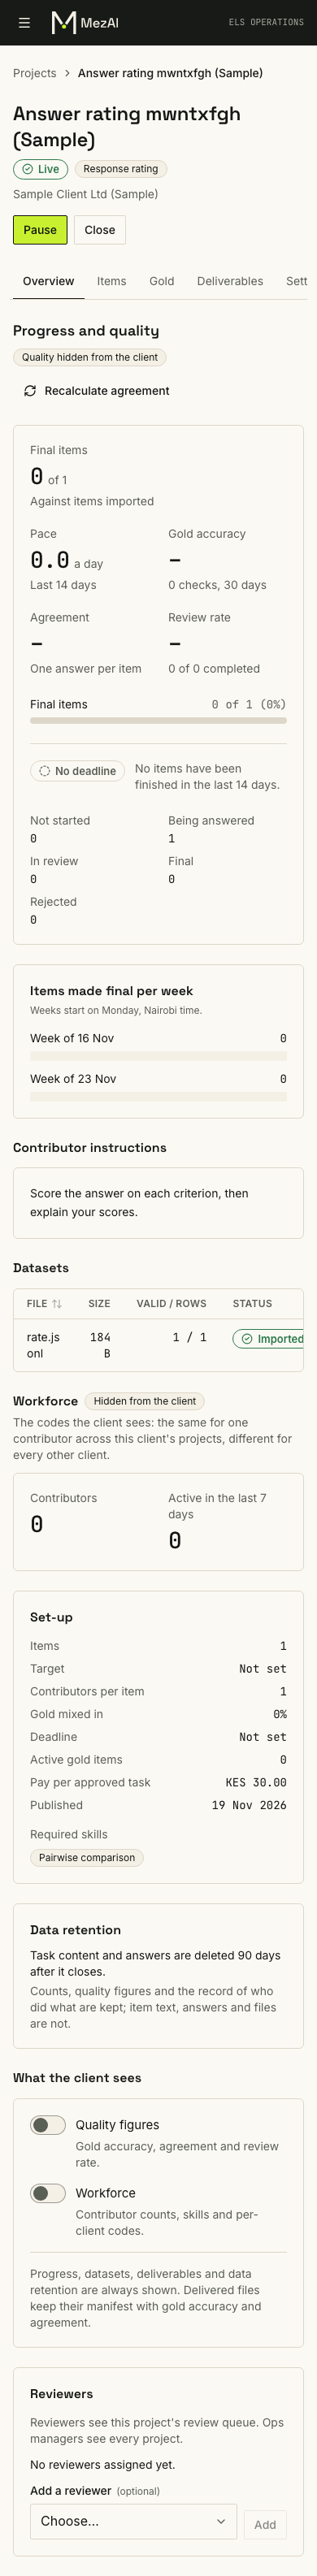 MezAI
ELS OPERATIONS
Projects > Answer rating mwntxfgh (Sample)
Answer rating mwntxfgh
(Sample)
Live
Response rating
Sample Client Ltd (Sample)
Pause
Close
Overview
Items
Gold
Deliverables
Sett
Progress and quality
Quality hidden from the client
Recalculate agreement
Final items
0 of 1
Against items imported
Pace
Gold accuracy
0.0 a day
–
Last 14 days
0 checks, 30 days
Agreement
Review rate
–
–
One answer per item
0 of 0 completed
Final items
0 of 1 (0%)
No deadline
No items have been
finished in the last 14 days.
Not started
Being answered
0
1
In review
Final
0
0
Rejected
0
Items made final per week
Weeks start on Monday, Nairobi time.
Week of 16 Nov
0
Week of 23 Nov
0
Contributor instructions
Score the answer on each criterion, then
explain your scores.
Datasets
FILE
SIZE
VALID / ROWS
STATUS
rate.js
onl
184
B
1 / 1
Imported
Workforce
Hidden from the client
The codes the client sees: the same for one
contributor across this client's projects, different for
every other client.
Contributors
Active in the last 7
days
0
0
Set-up
Items
1
Target
Not set
Contributors per item
1
Gold mixed in
0%
Deadline
Not set
Active gold items
0
Pay per approved task
KES 30.00
Published
19 Nov 2026
Required skills
Pairwise comparison
Data retention
Task content and answers are deleted 90 days
after it closes.
Counts, quality figures and the record of who
did what are kept; item text, answers and files
are not.
What the client sees
Quality figures
Gold accuracy, agreement and review
rate.
Workforce
Contributor counts, skills and per-
client codes.
Progress, datasets, deliverables and data
retention are always shown. Delivered files
keep their manifest with gold accuracy and
agreement.
Reviewers
Reviewers see this project's review queue. Ops
managers see every project.
No reviewers assigned yet.
Add a reviewer (optional)
Choose...
Add